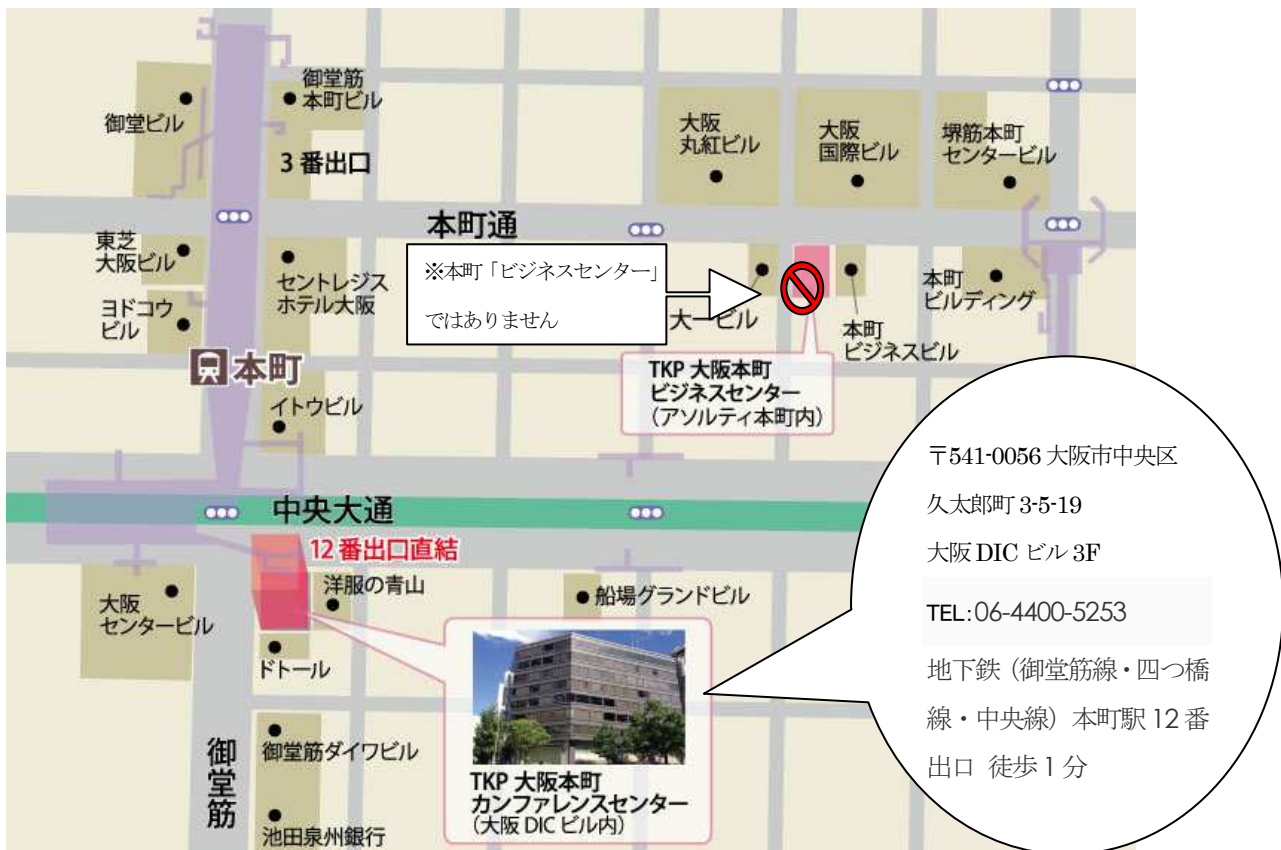 御堂ビル
御堂筋
本町ビル
3番出口
大阪
丸紅ビル
大阪
国際ビル
堺筋本町
センタービル
本町通
東芝
大阪ビル
ヨドコウ
ビル
セントレジス
ホテル大阪
※本町「ビジネスセンター」
ではありません
大一ビル
本町
ビジネスビル
本町
ビルディング
TKP 大阪本町
ビジネスセンター
(アソルティ本町内)
本町
イトウビル
中央大通
12番出口直結
洋服の青山
大阪
センタービル
ドトール
船場グランドビル
御堂筋
御堂筋ダイワビル
池田泉州銀行
TKP 大阪本町
カンファレンスセンター
(大阪 DIC ビル内)
〒541-0056 大阪市中央区
久太郎町 3-5-19
大阪 DIC ビル 3F
TEL:06-4400-5253
地下鉄（御堂筋線・四つ橋
線・中央線）本町駅 12 番
出口 徒歩 1 分